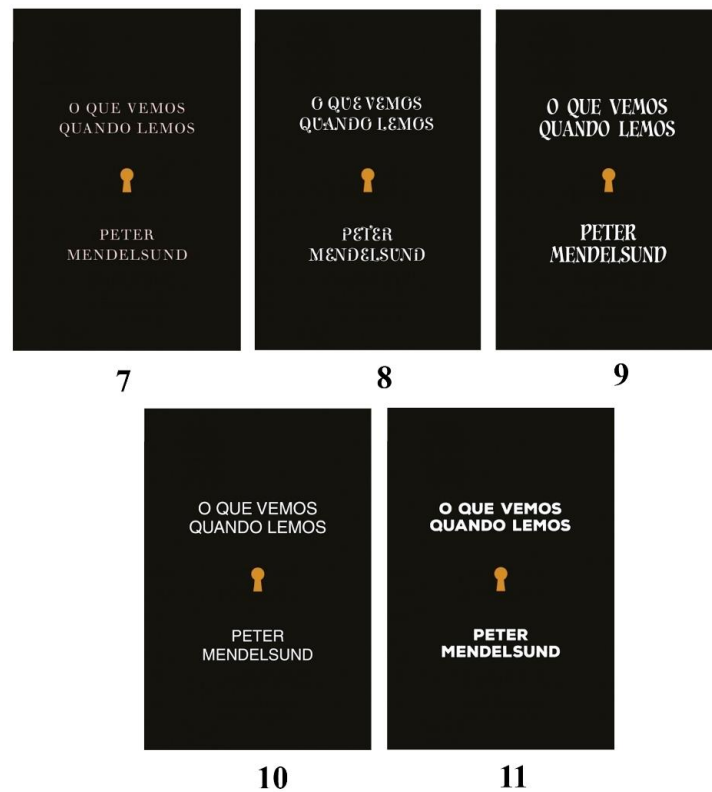 O QUE VEMOS
QUANDO LEMOS
PETER
MENDELSUND
7
O QUE VEMOS
QUANDO LEMOS
PETER
MENDELSUND
8
O QUE VEMOS
QUANDO LEMOS
PETER
MENDELSUND
9
O QUE VEMOS
QUANDO LEMOS
PETER
MENDELSUND
10
O QUE VEMOS
QUANDO LEMOS
PETER
MENDELSUND
11